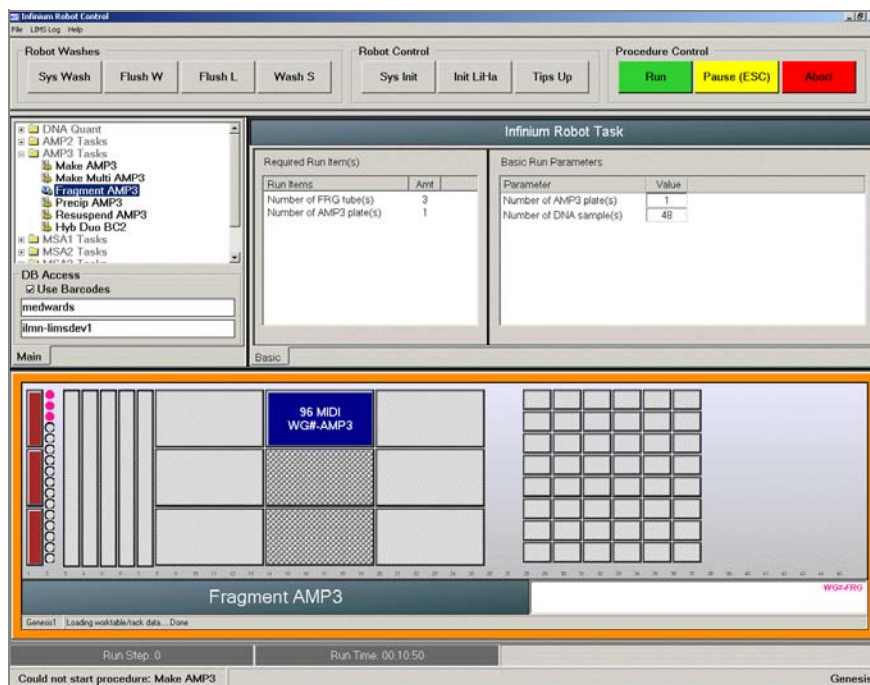 Infinium Robot Control
File LIMS Log Help
Robot Washes
Sys Wash Flush W Flush L Wash S
Robot Control
Sys Init Init LiHa Tips Up
Procedure Control
Run Pause (ESC) Abort
DNA Quant
AMP2 Tasks
AMP3 Tasks
Make AMP3
Make Multi AMP3
Fragment AMP3
Precip AMP3
Resuspend AMP3
Hyb Duo BC2
MSA1 Tasks
MSA2 Tasks
DB Access
Use Barcodes
medwards
ilmn-limsdev1
Main
Infinium Robot Task
Required Run Item(s)
Run Items Amt
Number of FRG tube(s) 3
Number of AMP3 plate(s) 1
Basic Run Parameters
Parameter Value
Number of AMP3 plate(s) 1
Number of DNA sample(s) 48
Basic
96 MIDI
WG#-AMP3
Fragment AMP3
WG#-FRG
Genesis1 Loading worktable/rack data....Done
Run Step: 0 Run Time: 00:10:50
Could not start procedure: Make AMP3 Genesis